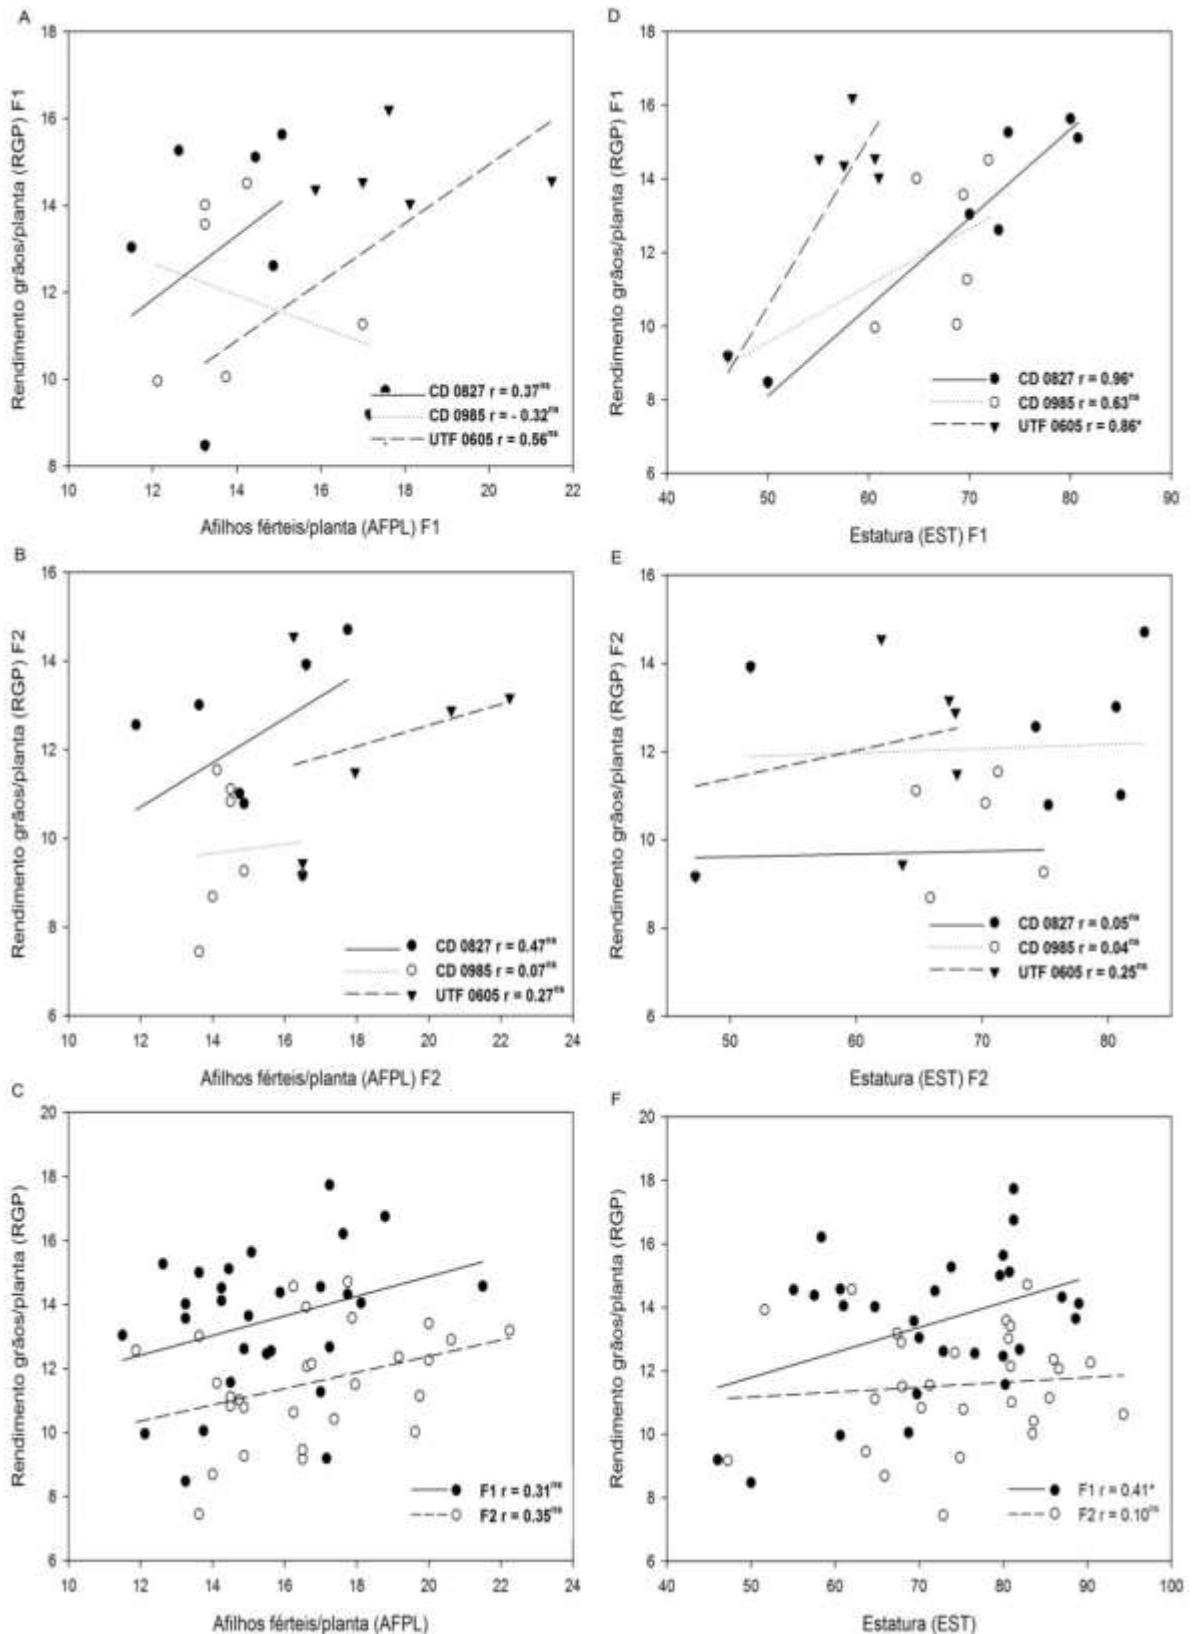 A
Rendimento grãos/planta (RGP) F1
18
16
14
12
10
8
CD 0827 r = 0.37ns
CD 0985 r = - 0.32ns
UTF 0605 r = 0.56ns
10 12 14 16 18 20 22
Afilhos férteis/planta (AFPL) F1
D
Rendimento grãos/planta (RGP) F1
18
16
14
12
10
8
6
CD 0827 r = 0.96*
CD 0985 r = 0.63ns
UTF 0605 r = 0.86*
40 50 60 70 80 90
Estatura (EST) F1
B
Rendimento grãos/planta (RGP) F2
16
14
12
10
8
6
CD 0827 r = 0.47ns
CD 0985 r = 0.07ns
UTF 0605 r = 0.27ns
10 12 14 16 18 20 22 24
Afilhos férteis/planta (AFPL) F2
E
Rendimento grãos/planta (RGP) F2
16
14
12
10
8
6
CD 0827 r = 0.05ns
CD 0985 r = 0.04ns
UTF 0605 r = 0.25ns
50 60 70 80
Estatura (EST) F2
C
Rendimento grãos/planta (RGP)
20
18
16
14
12
10
8
6
F1 r = 0.31ns
F2 r = 0.35ns
10 12 14 16 18 20 22 24
Afilhos férteis/planta (AFPL)
F
Rendimento grãos/planta (RGP)
20
18
16
14
12
10
8
6
F1 r = 0.41*
F2 r = 0.10ns
40 50 60 70 80 90 100
Estatura (EST)